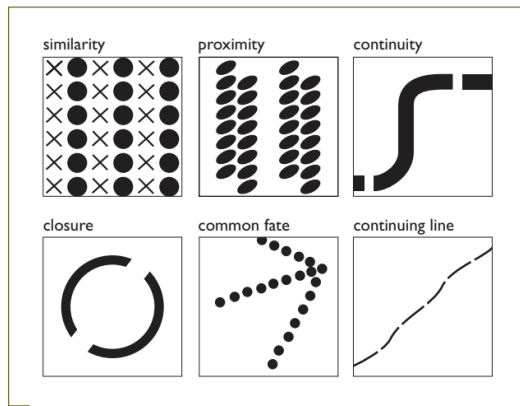 similarity
proximity
continuity
closure
common fate
continuing line